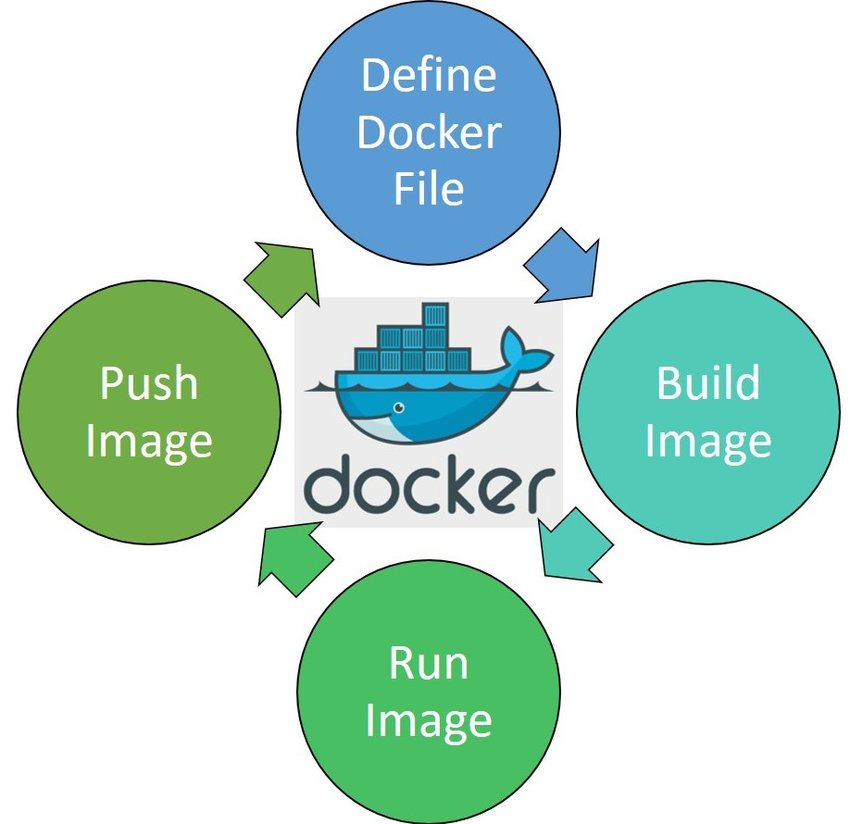 Define
Docker
File
Build
Image
Run
Image
Push
Image
docker